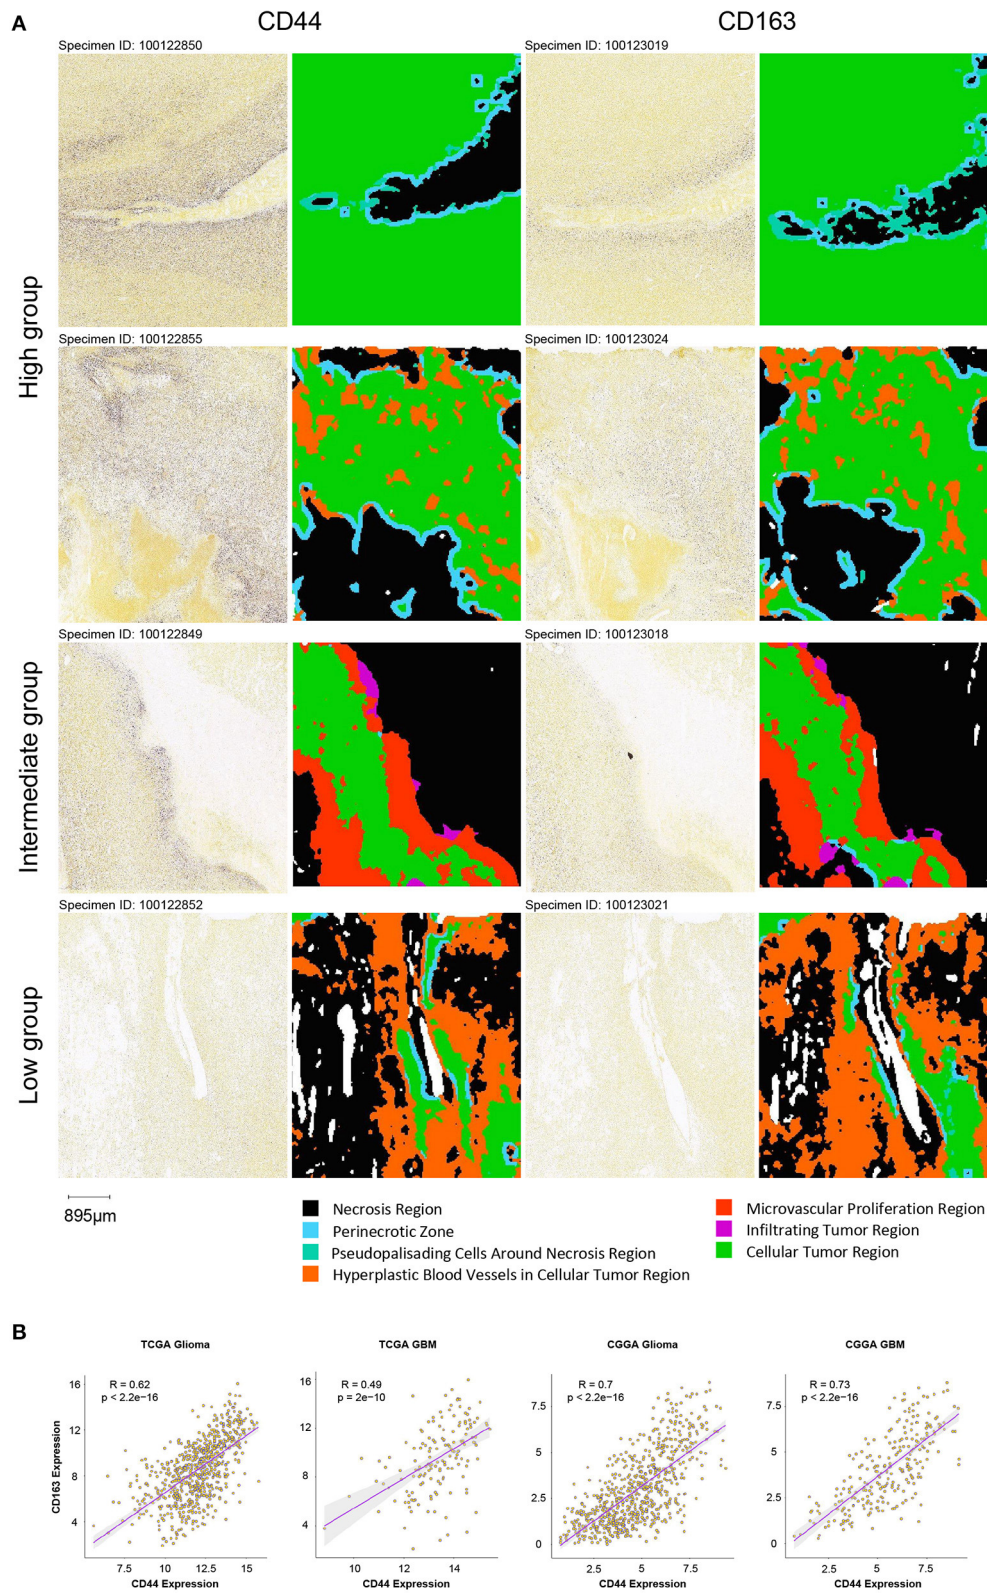 A
CD44
CD163
Specimen ID: 100122850
Specimen ID: 100123019
High group
Specimen ID: 100122855
Specimen ID: 100123024
Specimen ID: 100122849
Specimen ID: 100123018
Intermediate group
Specimen ID: 100122852
Specimen ID: 100123021
Low group
895µm
Necrosis Region
Perinecrotic Zone
Pseudopalisading Cells Around Necrosis Region
Hyperplastic Blood Vessels in Cellular Tumor Region
Microvascular Proliferation Region
Infiltrating Tumor Region
Cellular Tumor Region
B
TCGA Glioma
TCGA GBM
CGGA Glioma
CGGA GBM
R = 0.62
p < 2.2e−16
R = 0.49
p = 2e−10
R = 0.7
p < 2.2e−16
R = 0.73
p < 2.2e−16
CD163 Expression
16
12
8
4
16
12
8
4
7.5
5
2.5
0
7.5
5
2.5
0
7.5 10 12.5 15
10 12 14
2.5 5 7.5
2.5 5 7.5
CD44 Expression
CD44 Expression
CD44 Expression
CD44 Expression